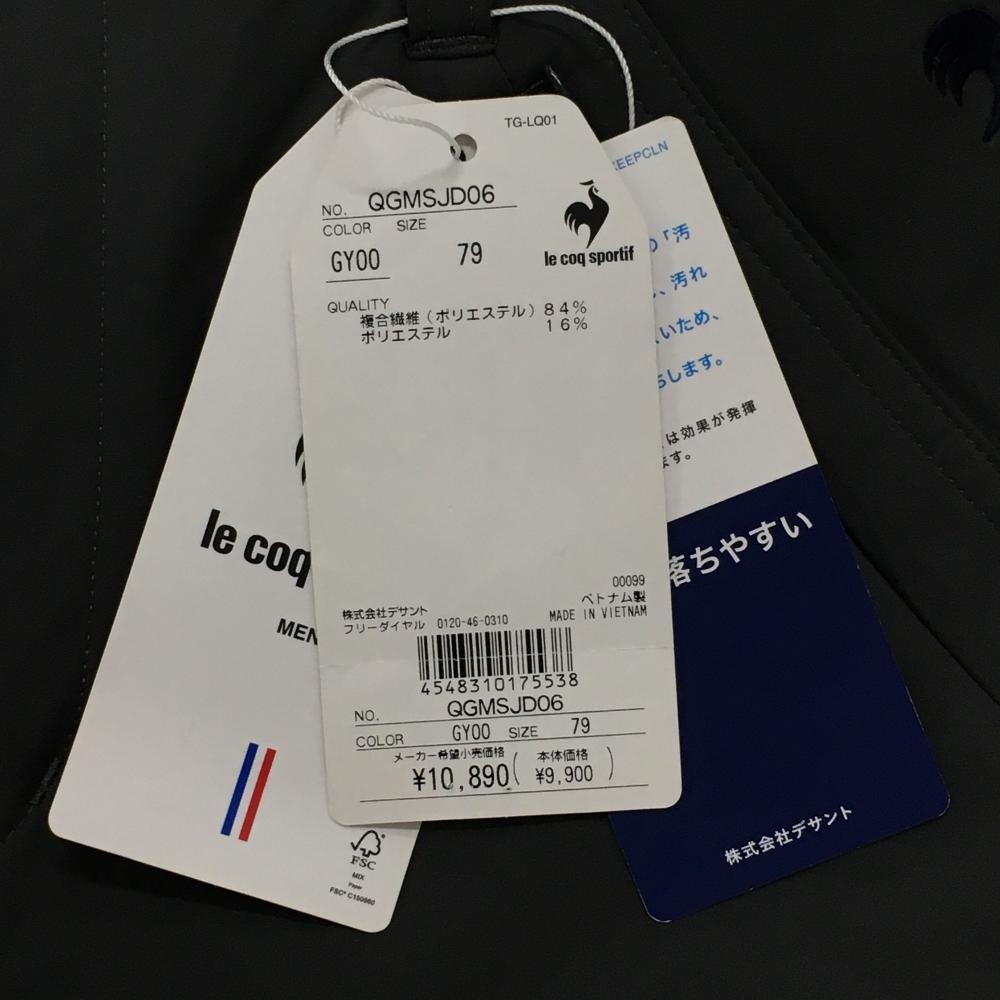 TG-LQ01
NO. QGMSJD06
COLOR SIZE
GY00 79
le coq sportif
QUALITY
複合繊維(ポリエステル) 84%
ポリエステル 16%
00099
ベトナム製
MADE IN VIETNAM
株式会社デサント
フリーダイヤル 0120-46-0310
4548310175538
NO. QGMSJD06
COLOR GY00 SIZE 79
メーカー希望小売価格 本体価格
¥10,890( ¥9,900 )
le coq
MEN
FSC
MIX
Paper
FSC® C150860
KEEPCLN
の「汚
、汚れ
いため、
ちします。
は効果が発揮
ます。
落ちやすい
株式会社デサント